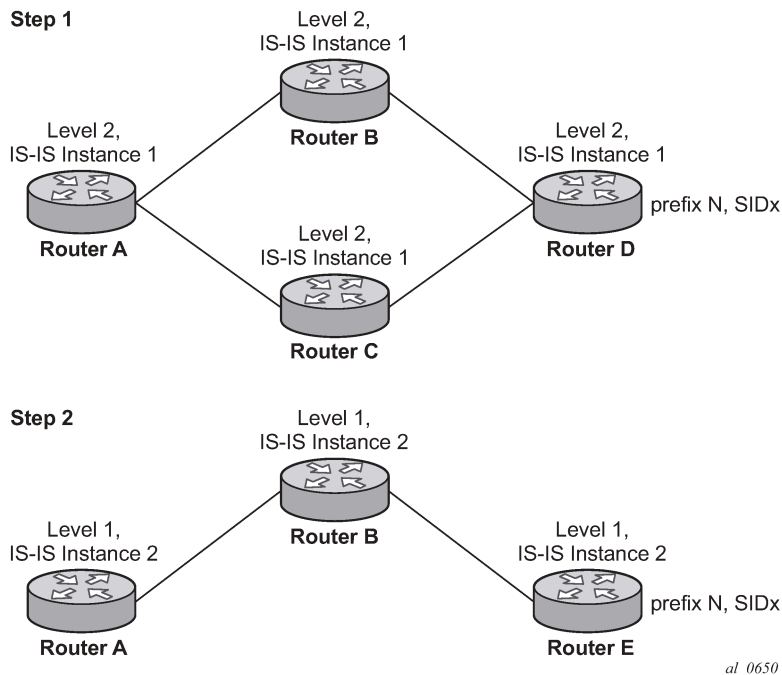 Step 1
Level 2,
IS-IS Instance 1
Router B
Level 2,
IS-IS Instance 1
Router A
Level 2,
IS-IS Instance 1
prefix N, SIDx
Router D
Level 2,
IS-IS Instance 1
Router C
Step 2
Level 1,
IS-IS Instance 2
Router B
Level 1,
IS-IS Instance 2
Router A
Level 1,
IS-IS Instance 2
prefix N, SIDx
Router E
al_0650